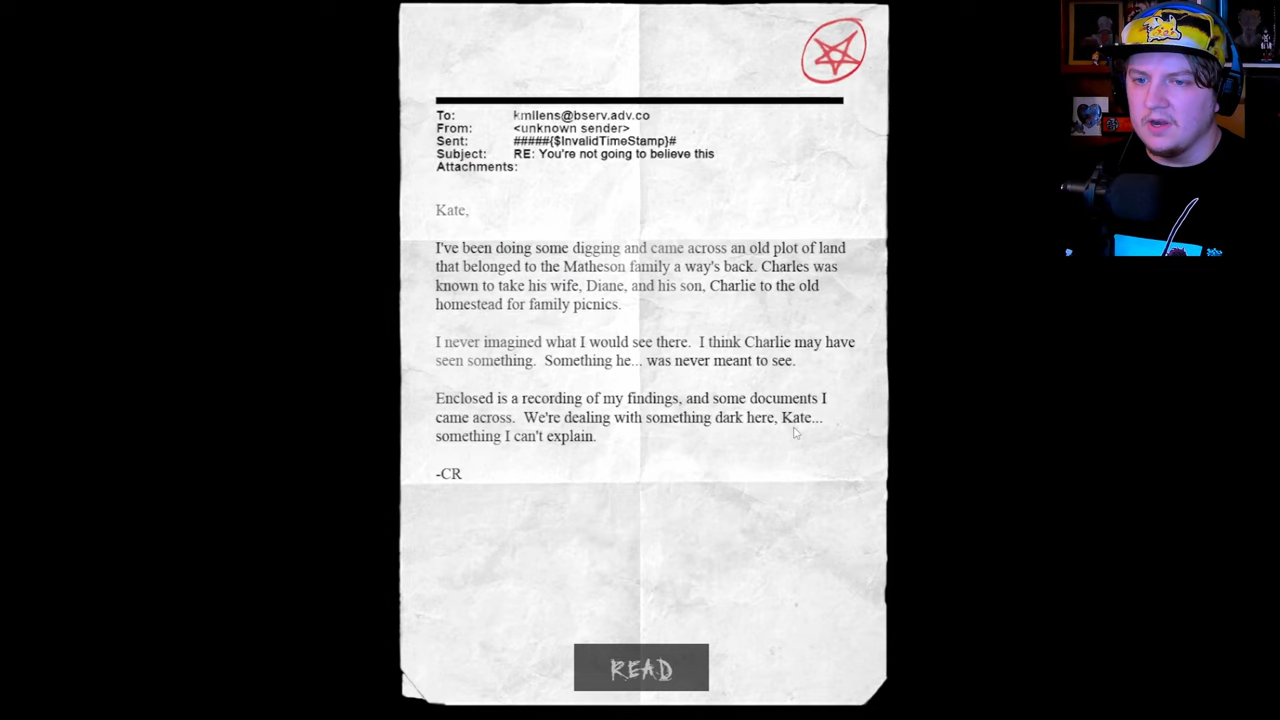 To: kmllens@bserv.adv.co
From: <unknown sender>
Sent: #####{$InvalidTimeStamp}#
Subject: RE: You're not going to believe this
Attachments:
Kate,
I've been doing some digging and came across an old plot of land
that belonged to the Matheson family a way's back. Charles was
known to take his wife, Diane, and his son, Charlie to the old
homestead for family picnics.
I never imagined what I would see there. I think Charlie may have
seen something. Something he... was never meant to see.
Enclosed is a recording of my findings, and some documents I
came across. We're dealing with something dark here, Kate...
something I can't explain.
-CR
READ